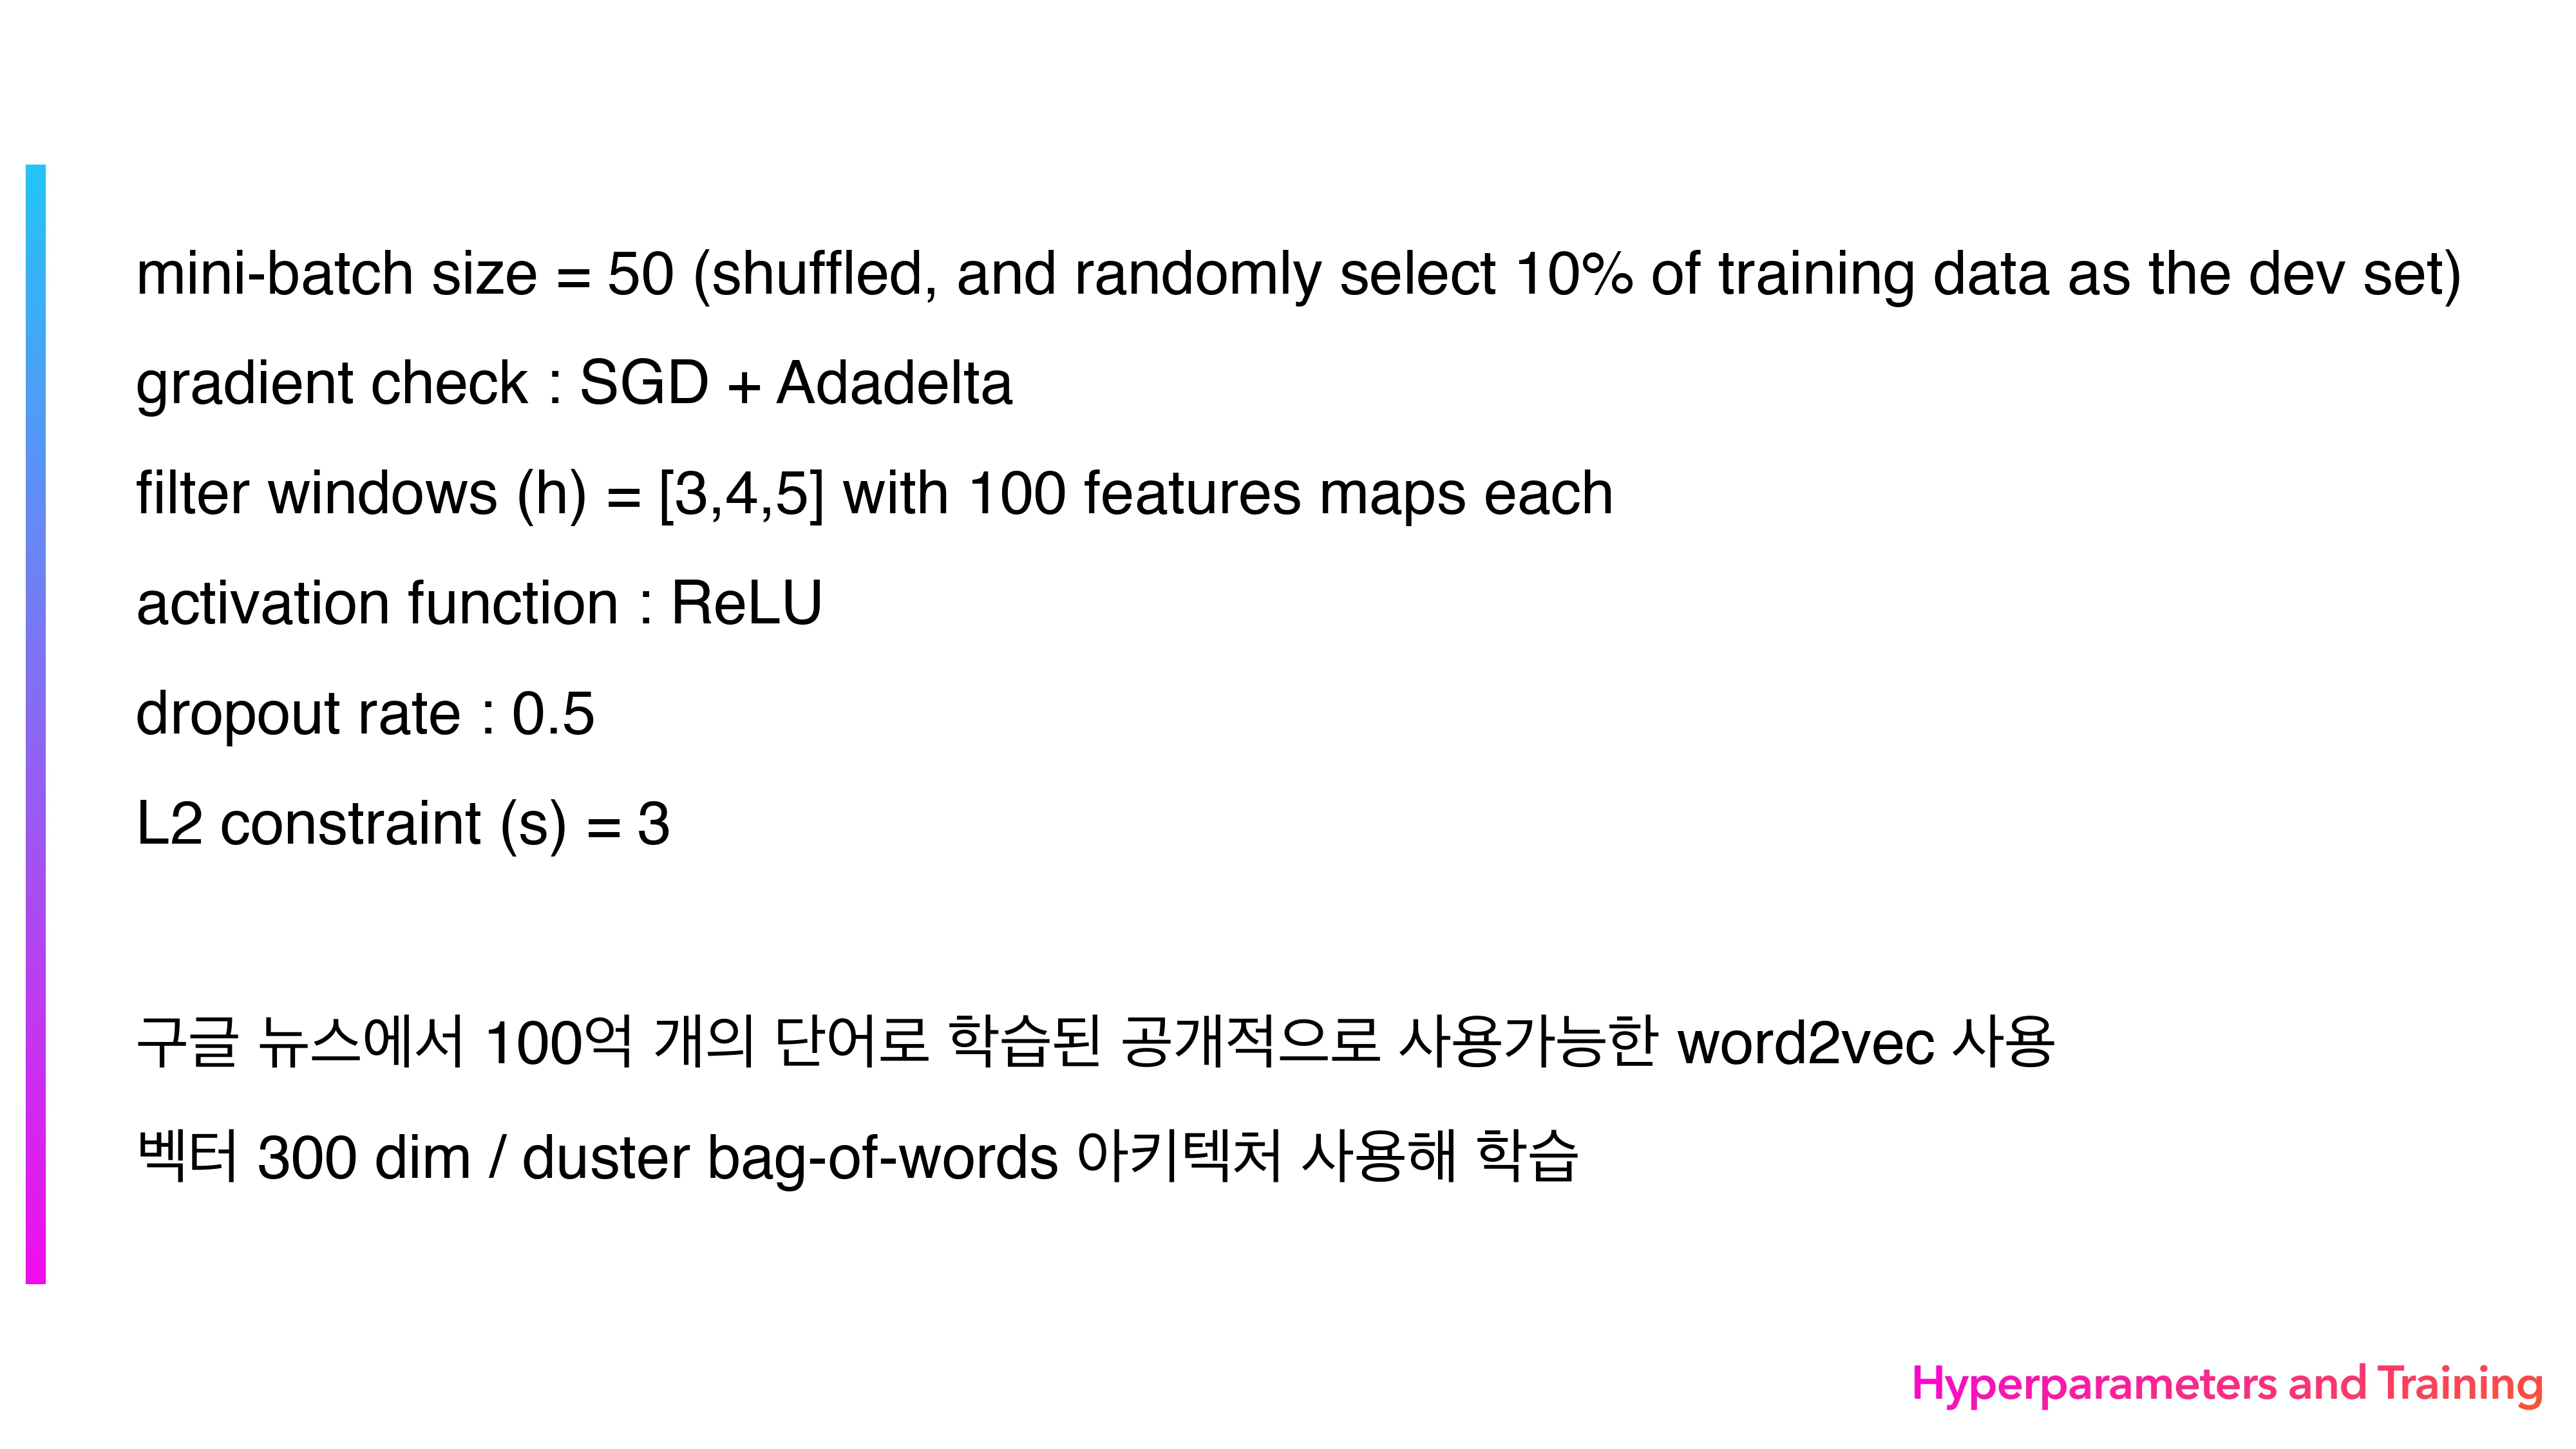 mini-batch size = 50 (shuffled, and randomly select 10% of training data as the dev set)
gradient check : SGD + Adadelta
filter windows (h) = [3,4,5] with 100 features maps each
activation function : ReLU
dropout rate : 0.5
L2 constraint (s) = 3
구글 뉴스에서 100억 개의 단어로 학습된 공개적으로 사용가능한 word2vec 사용
벡터 300 dim / duster bag-of-words 아키텍처 사용해 학습
Hyperparameters and Training